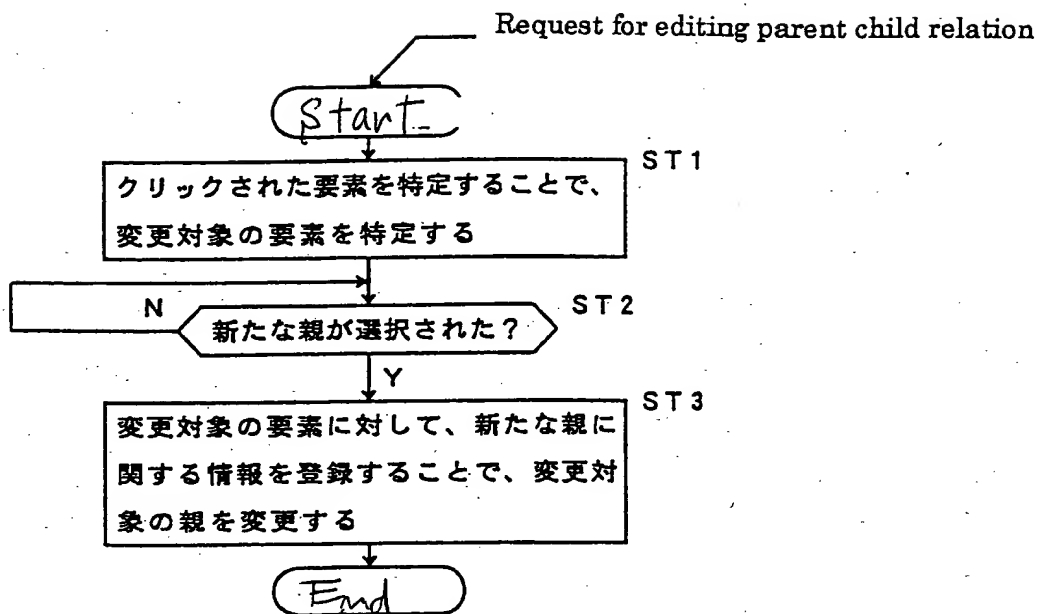 Request for editing parent child relation
Start
ST1
クリックされた要素を特定することで、
変更対象の要素を特定する
N
ST2
新たな親が選択された？
Y
ST3
変更対象の要素に対して、新たな親に
関する情報を登録することで、変更対
象の親を変更する
End